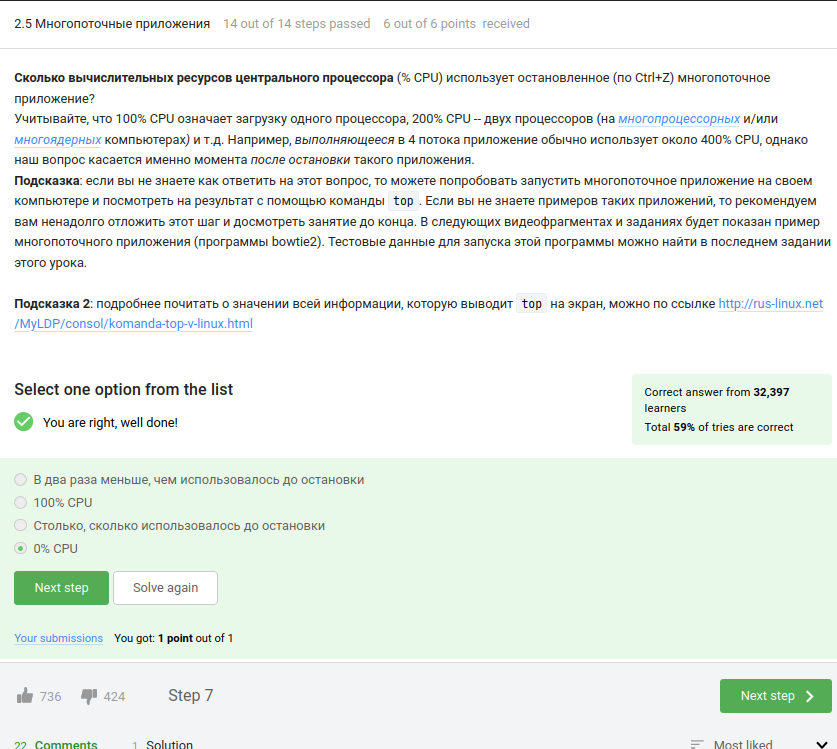 2.5 Многопоточные приложения 14 out of 14 steps passed 6 out of 6 points received
Сколько вычислительных ресурсов центрального процессора (% CPU) использует остановленное (по Ctrl+Z) многопоточное
приложение?
Учитывайте, что 100% CPU означает загрузку одного процессора, 200% CPU -- двух процессоров (на многопроцессорных и/или
многоядерных компьютерах) и т.д. Например, выполняющееся в 4 потока приложение обычно использует около 400% CPU, однако
наш вопрос касается именно момента после остановки такого приложения.
Подсказка: если вы не знаете как ответить на этот вопрос, то можете попробовать запустить многопоточное приложение на своем
компьютере и посмотреть на результат с помощью команды top . Если вы не знаете примеров таких приложений, то рекомендуем
вам ненадолго отложить этот шаг и досмотреть занятие до конца. В следующих видеофрагментах и заданиях будет показан пример
многопоточного приложения (программы bowtie2). Тестовые данные для запуска этой программы можно найти в последнем задании
этого урока.
Подсказка 2: подробнее почитать о значении всей информации, которую выводит top на экран, можно по ссылке http://rus-linux.net
/MyLDP/consol/komanda-top-v-linux.html
Select one option from the list
You are right, well done!
Correct answer from 32,397
learners
Total 59% of tries are correct
В два раза меньше, чем использовалось до остановки
100% CPU
Столько, сколько использовалось до остановки
0% CPU
Next step Solve again
Your submissions You got: 1 point out of 1
736 424 Step 7 Next step
22 Comments 1 Solution Most liked